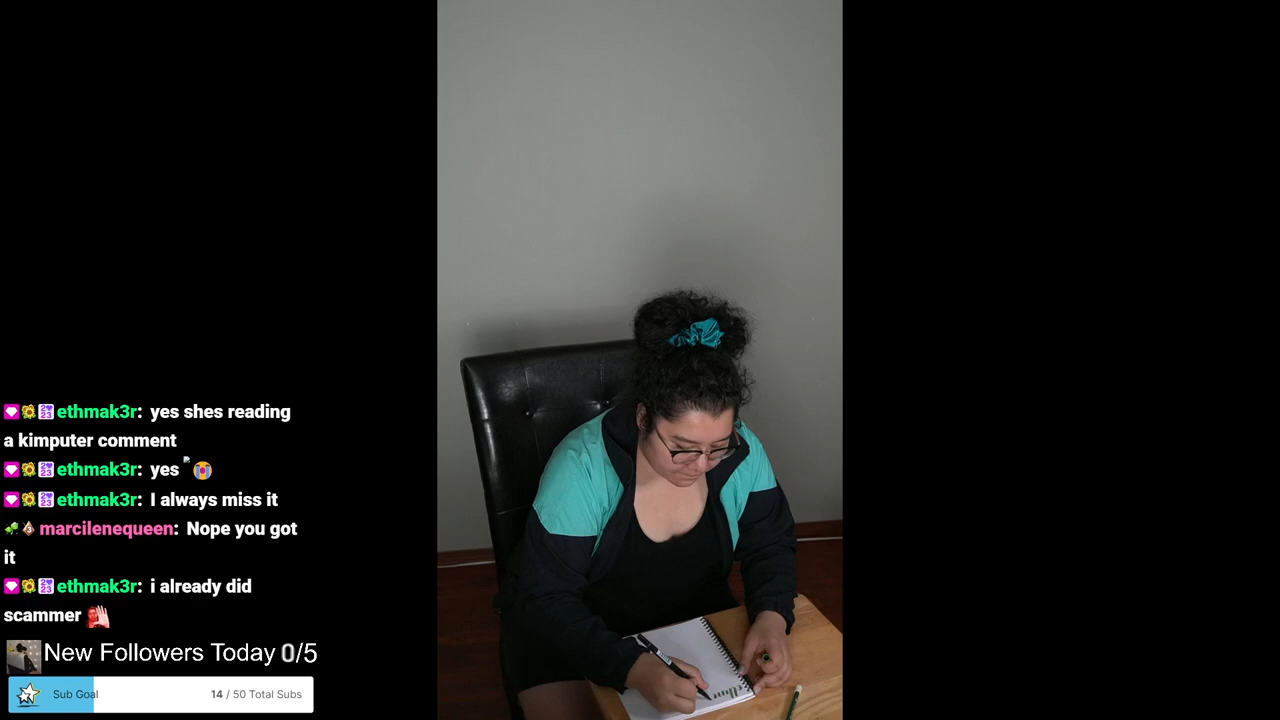 ethmak3r: yes shes reading
a kimputer comment
ethmak3r: yes
ethmak3r: I always miss it
marcilenequeen: Nope you got
it
ethmak3r: i already did
scammer
New Followers Today 0/5
Sub Goal 14 / 50 Total Subs